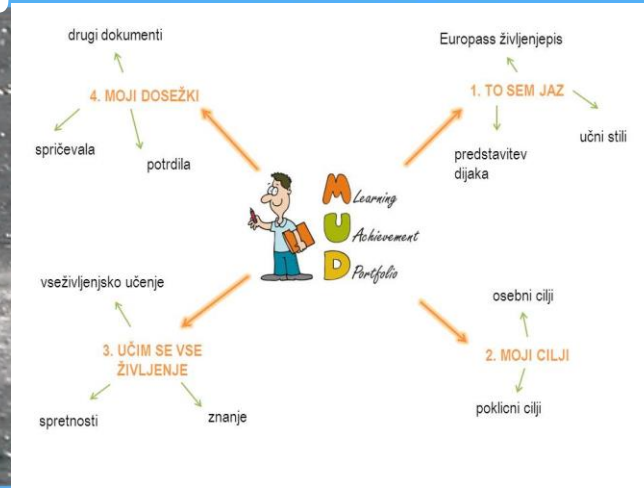 drugi dokumenti
4. MOJI DOSEŽKI
spričevala
potrdila
Europass življenjepis
1. TO SEM JAZ
učni stili
predstavitev
dijaka
M Learning
U Achievement
D Portfolio
vseživljenjsko učenje
3. UČIM SE VSE
ŽIVLJENJE
spretnosti
znanje
osebni cilji
2. MOJI CILJI
poklicni cilji